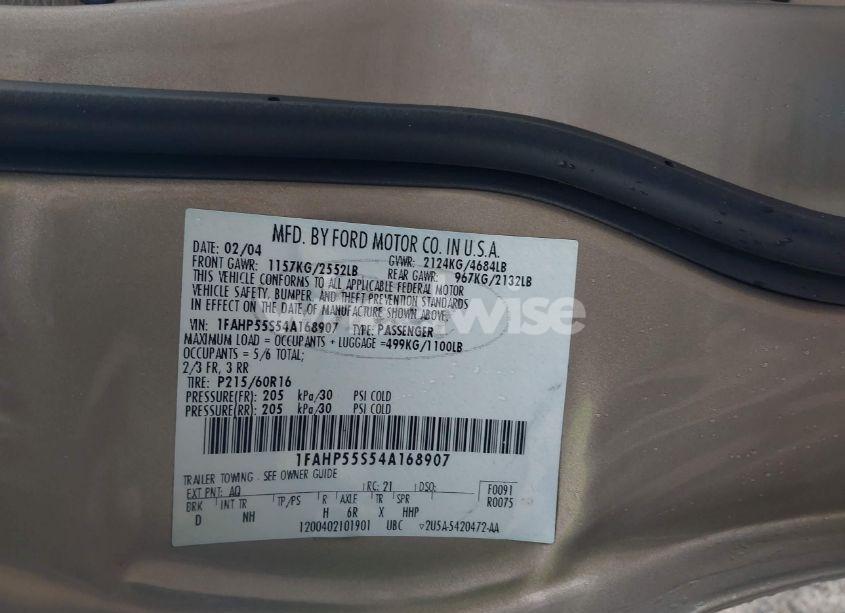 MFD. BY FORD MOTOR CO. IN U.S.A.
DATE: 02/04 GVWR: 2124KG/4684LB
FRONT GAWR: 1157KG/2552LB REAR GAWR: 967KG/2132LB
THIS VEHICLE CONFORMS TO ALL APPLICABLE FEDERAL MOTOR
VEHICLE SAFETY, BUMPER, AND THEFT PREVENTION STANDARDS
IN EFFECT ON THE DATE OF MANUFACTURE SHOWN ABOVE.
VIN: 1FAHP55S54A168907 TYPE: PASSENGER
MAXIMUM LOAD = OCCUPANTS + LUGGAGE =499KG/1100LB
OCCUPANTS = 5/6 TOTAL;
2/3 FR, 3 RR
TIRE: P215/60R16
PRESSURE(FR): 205 kPa/30 PSI COLD
PRESSURE(RR): 205 kPa/30 PSI COLD
1FAHP55S54A168907
TRAILER TOWING - SEE OWNER GUIDE
EXT PNT: AQ RC: 21 DSO: F0091
BRK INT TR TP/PS R AXLE TR SPR R0075
D NH H 6R X HHP
1200402101901 UBC 2U5A-5420472-AA